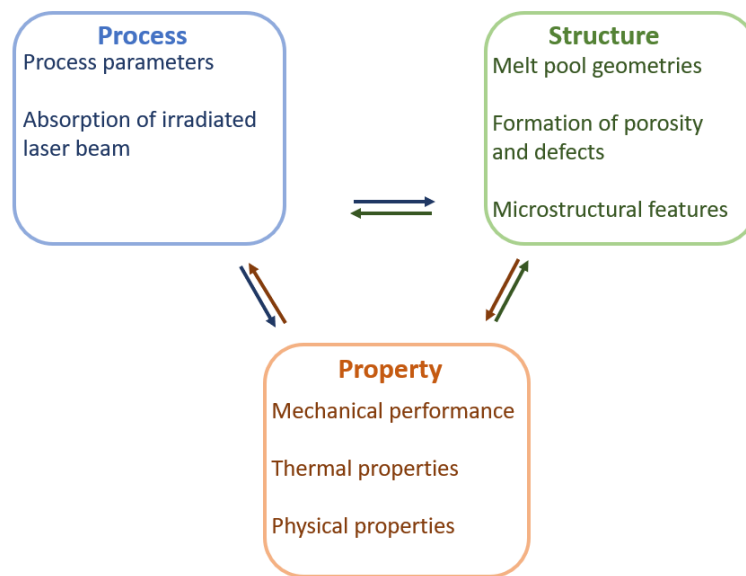 Process
Process parameters
Absorption of irradiated
laser beam
Structure
Melt pool geometries
Formation of porosity
and defects
Microstructural features
Property
Mechanical performance
Thermal properties
Physical properties